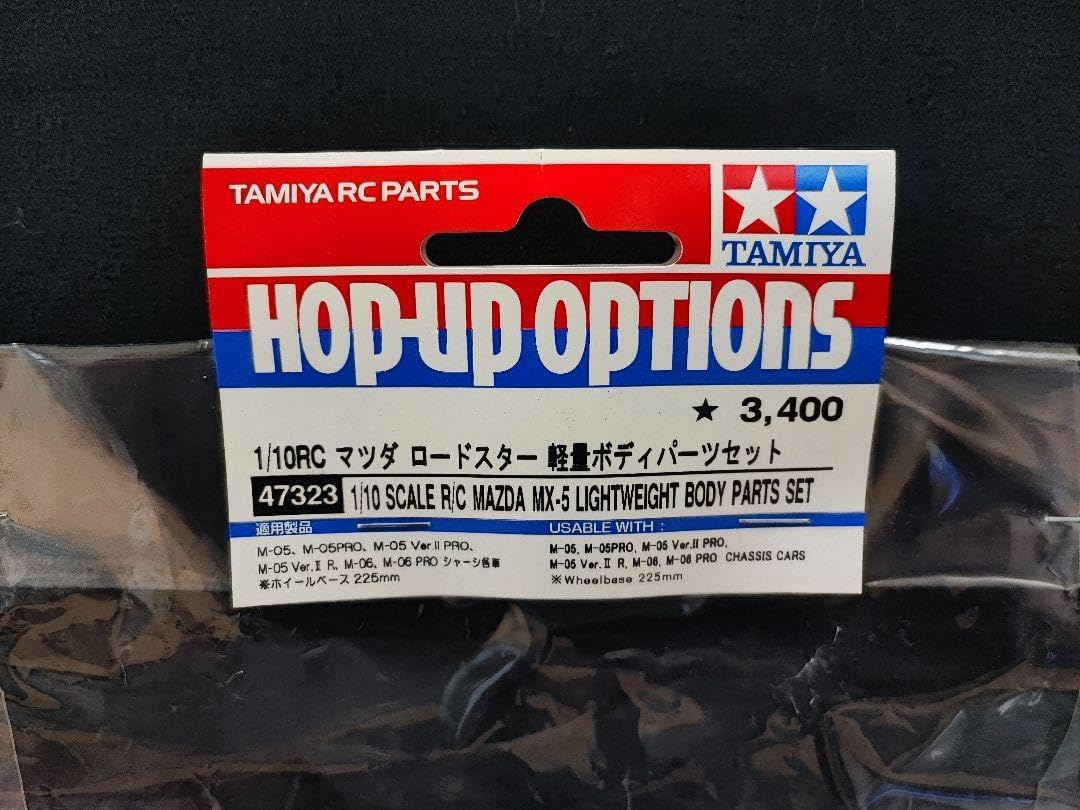 TAMIYA RC PARTS
TAMIYA
HOP-UP OPTIONS
★ 3,400
1/10RC マツダ ロードスター 軽量ボディパーツセット
47323 1/10 SCALE R/C MAZDA MX-5 LIGHTWEIGHT BODY PARTS SET
適用製品
M-05、M-05PRO、M-05 Ver.II PRO、
M-05 Ver.II R、M-06、M-06 PRO シャーシ各車
※ホイールベース 225mm
USABLE WITH :
M-05, M-05PRO, M-05 Ver.II PRO,
M-05 Ver.II R, M-06, M-06 PRO CHASSIS CARS
※ Wheelbase 225mm